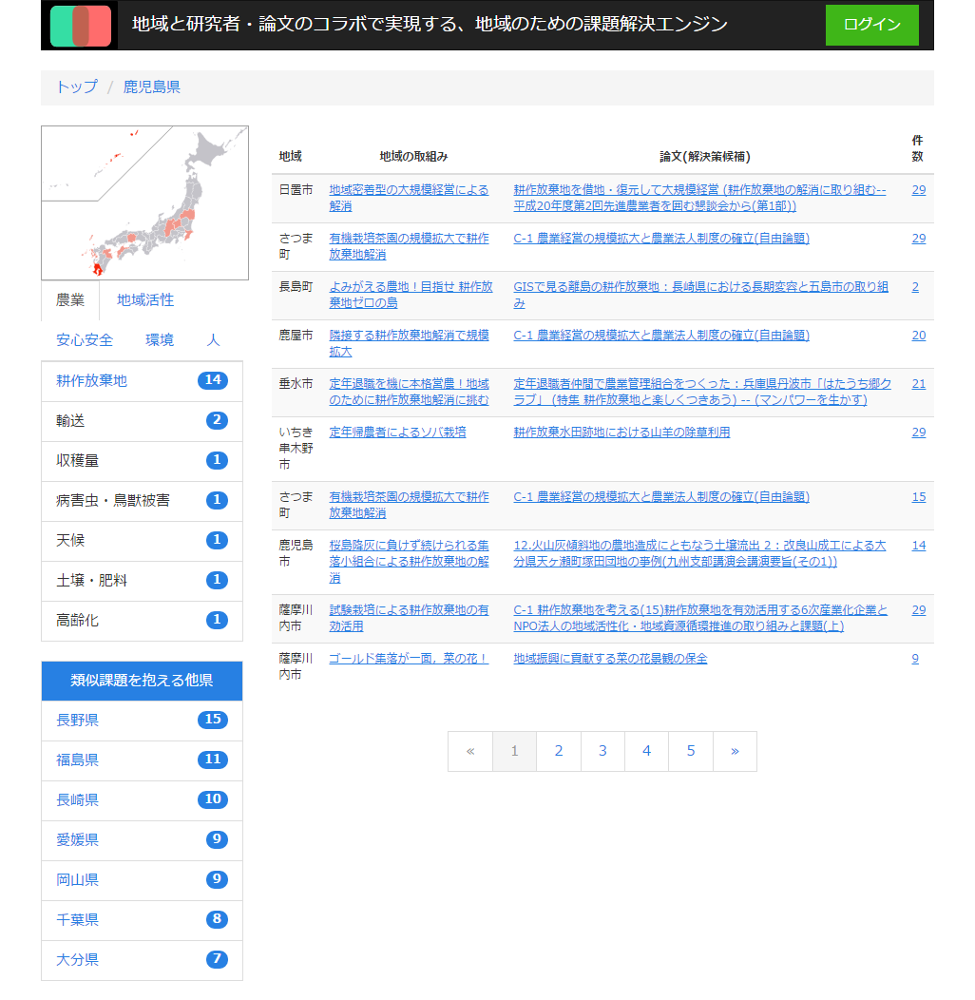 地域と研究者・論文のコラボで実現する、地域のための課題解決エンジン
ログイン
トップ / 鹿児島県
農業 地域活性
安心安全 環境 人
耕作放棄地 14
輸送 2
収穫量 1
病害虫・鳥獣被害 1
天候 1
土壌・肥料 1
高齢化 1
類似課題を抱える他県
長野県 15
福島県 11
長崎県 10
愛媛県 9
岡山県 9
千葉県 8
大分県 7
地域 地域の取組み 論文(解決策候補) 件
数
日置市 地域密着型の大規模経営による 耕作放棄地を借地・復元して大規模経営 (耕作放棄地の解消に取り組む-- 29
解消 平成20年度第2回先進農業者を囲む懇談会から(第1部))
さつま 有機栽培茶園の規模拡大で耕作 C-1 農業経営の規模拡大と農業法人制度の確立(自由論題) 29
町 放棄地解消
長島町 よみがえる農地！目指せ 耕作放 GISで見る離島の耕作放棄地 : 長崎県における長期変容と五島市の取り組 2
棄地ゼロの島 み
鹿屋市 隣接する耕作放棄地解消で規模 C-1 農業経営の規模拡大と農業法人制度の確立(自由論題) 20
拡大
垂水市 定年退職を機に本格営農！地域 定年退職者仲間で農業管理組合をつくった : 兵庫県丹波市「はたうち郷ク 21
のために耕作放棄地解消に挑む ラブ」 (特集 耕作放棄地と楽しくつきあう) -- (マンパワーを生かす)
いちき 定年帰農者によるソバ栽培 耕作放棄水田跡地における山羊の除草利用 29
串木野
市
さつま 有機栽培茶園の規模拡大で耕作 C-1 農業経営の規模拡大と農業法人制度の確立(自由論題) 15
町 放棄地解消
鹿児島 桜島降灰に負けず続けられる集 12.火山灰傾斜地の農地造成にともなう土壌流出 2 : 改良山成工による大 14
市 落小組合による耕作放棄地の解 分県天ヶ瀬町塚田団地の事例(九州支部講演会講演要旨(その1))
消
薩摩川 試験栽培による耕作放棄地の有 C-1 耕作放棄地を考える(15)耕作放棄地を有効活用する6次産業化企業と 29
内市 効活用 NPO法人の地域活性化・地域資源循環推進の取り組みと課題(上)
薩摩川 ゴールド集落が一面，菜の花！ 地域振興に貢献する菜の花景観の保全 9
内市
« 1 2 3 4 5 »